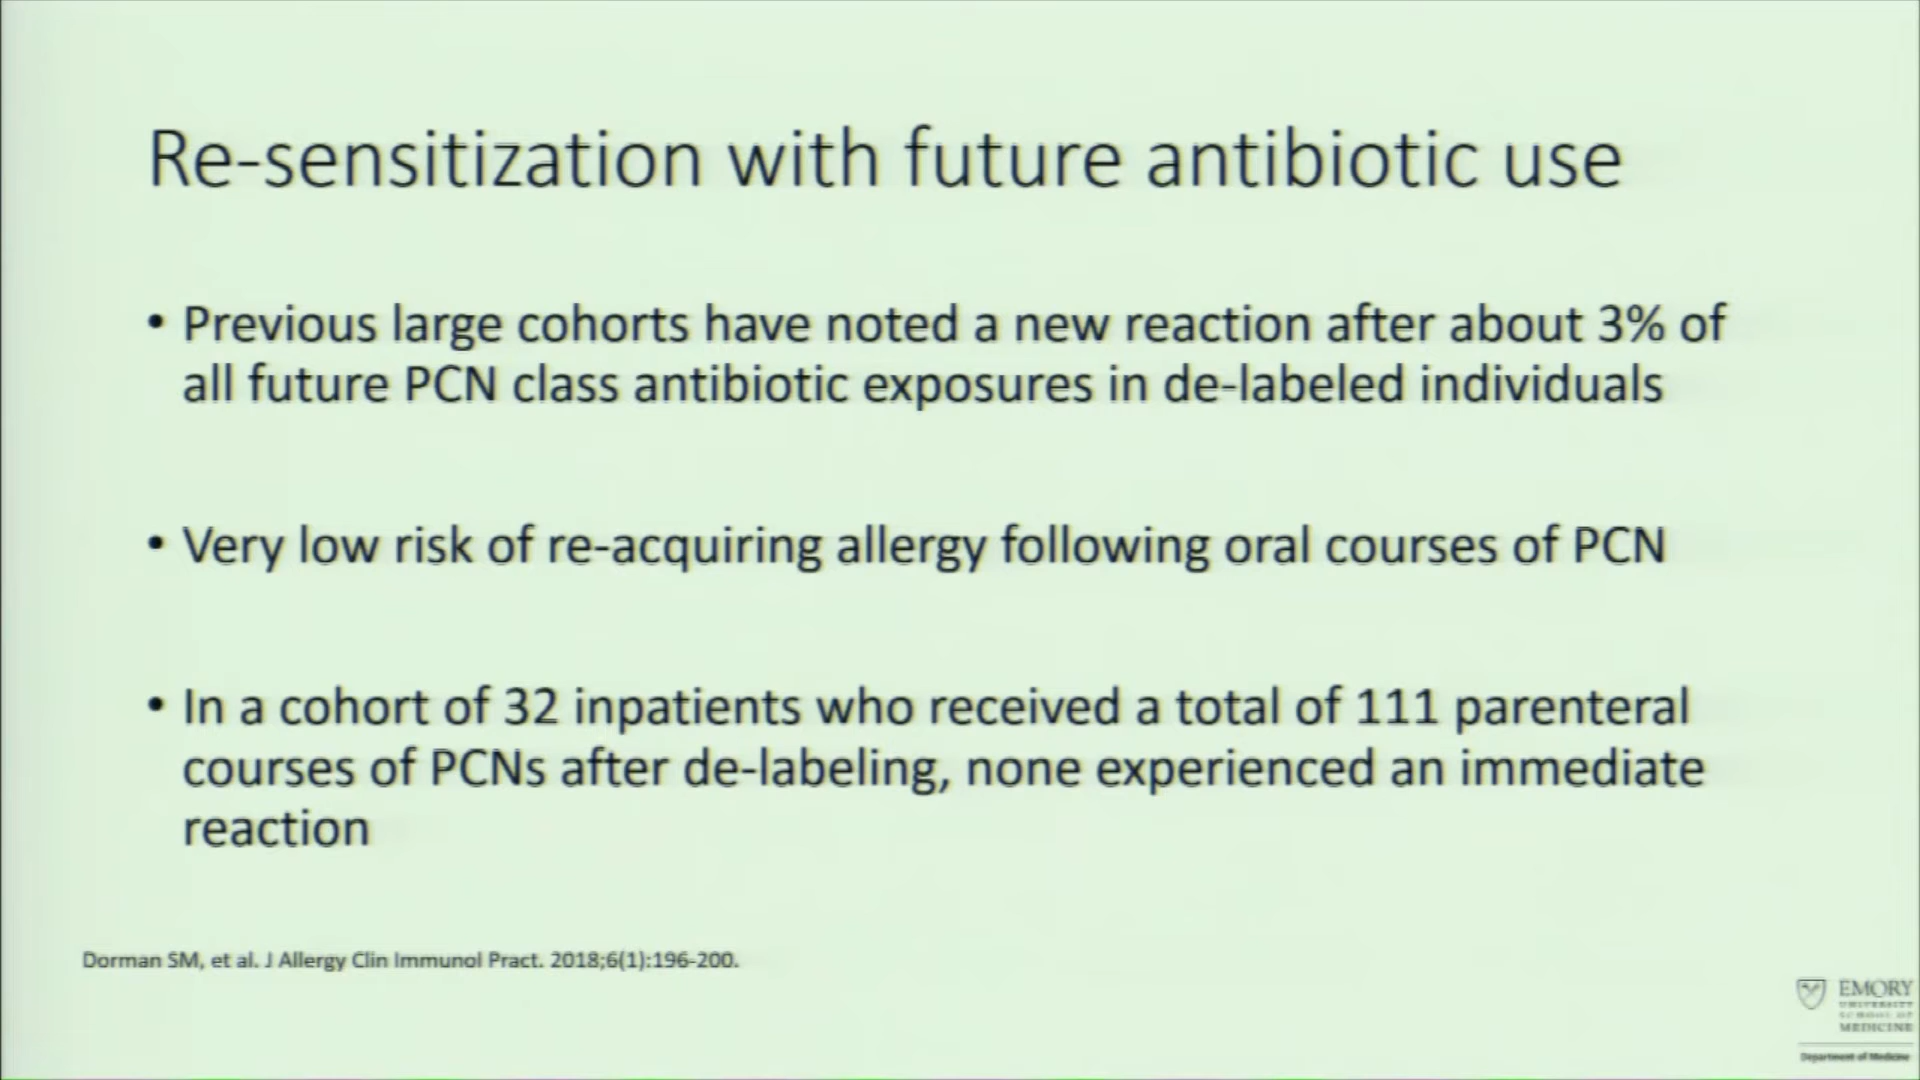 Re-sensitization with future antibiotic use
• Previous large cohorts have noted a new reaction after about 3% of
all future PCN class antibiotic exposures in de-labeled individuals
• Very low risk of re-acquiring allergy following oral courses of PCN
• In a cohort of 32 inpatients who received a total of 111 parenteral
courses of PCNs after de-labeling, none experienced an immediate
reaction
Dorman SM, et al. J Allergy Clin Immunol Pract. 2018;6(1):196-200.
EMORY
UNIVERSITY
SCHOOL OF
MEDICINE
Department of Medicine